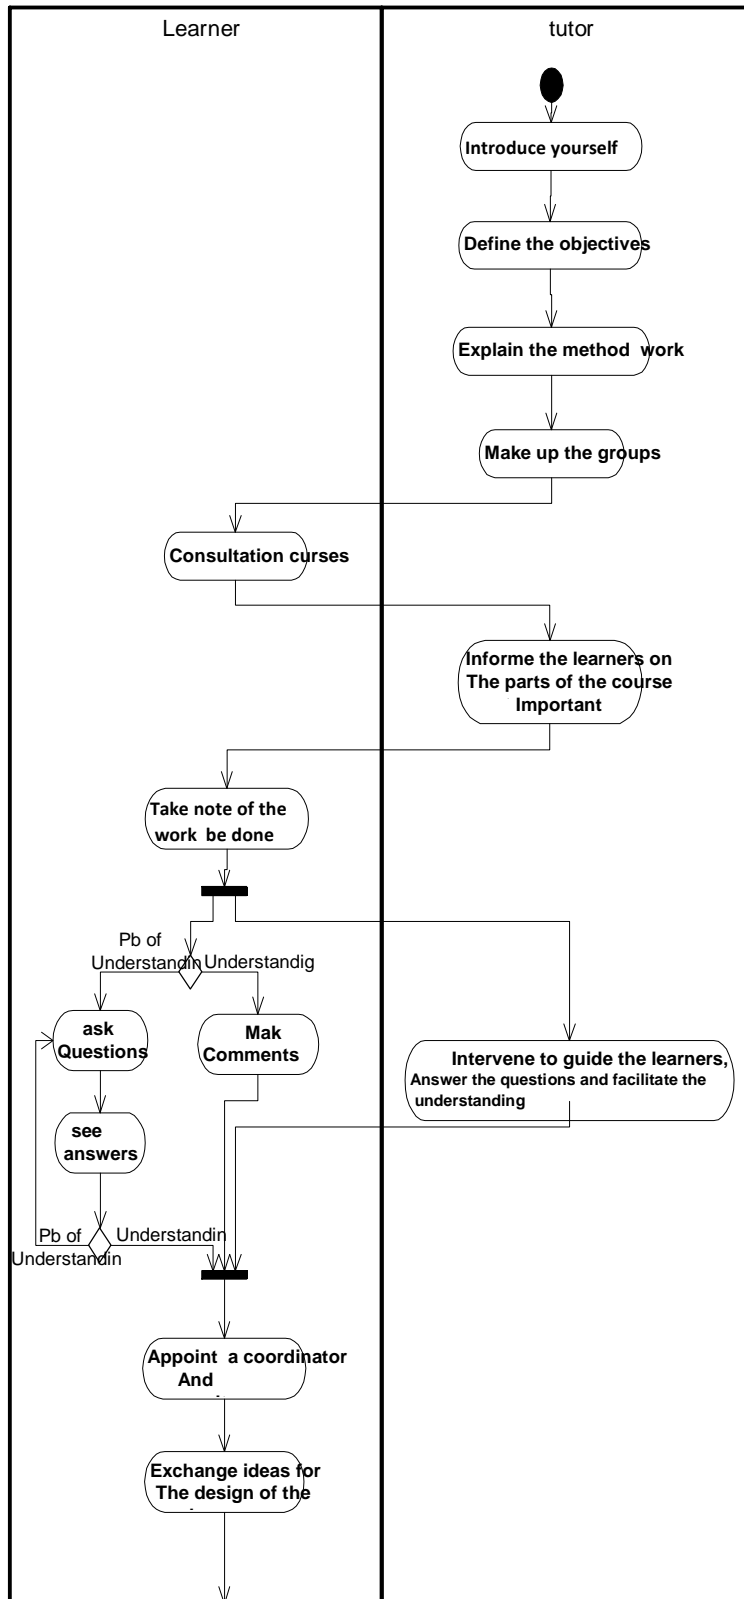 Learner
tutor
Introduce yourself
Define the objectives
Explain the method work
Make up the groups
Consultation curses
Informe the learners on
The parts of the course
Important
Take note of the
work be done
Pb of
Understandin
Understandig
ask
Questions
Mak
Comments
Intervene to guide the learners,
Answer the questions and facilitate the
understanding
see
answers
Pb of
Understandin
Understandin
Appoint a coordinator
And
Exchange ideas for
The design of the